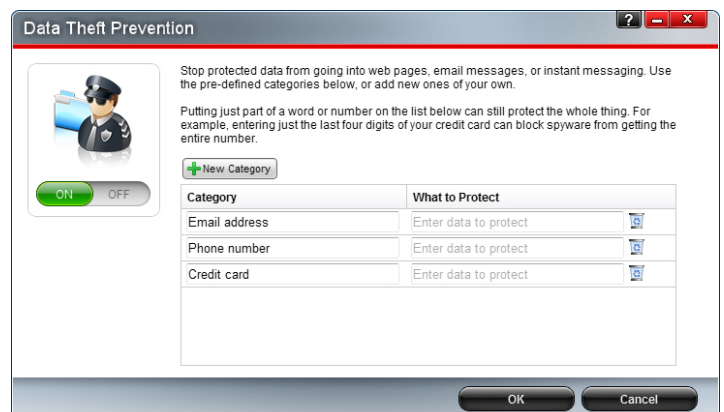 Data Theft Prevention
?
X
Stop protected data from going into web pages, email messages, or instant messaging. Use
the pre-defined categories below, or add new ones of your own.
Putting just part of a word or number on the list below can still protect the whole thing. For
example, entering just the last four digits of your credit card can block spyware from getting the
entire number.
New Category
ON OFF
Category What to Protect
Email address Enter data to protect
Phone number Enter data to protect
Credit card Enter data to protect
OK Cancel